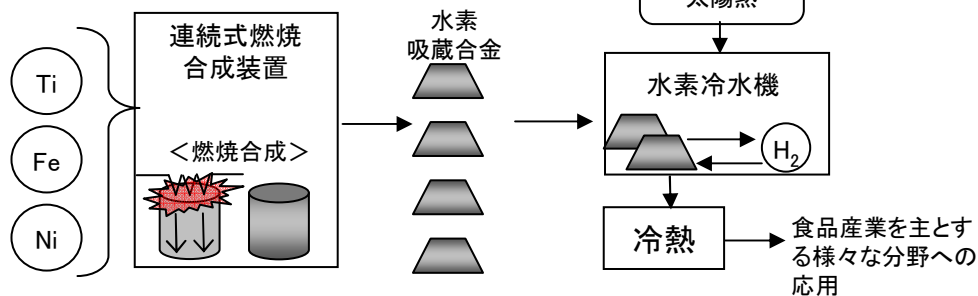 Ti
Fe
Ni
連続式燃焼
合成装置
＜燃焼合成＞
水素
吸蔵合金
太陽熱
水素冷水機
H₂
冷熱
食品産業を主とす
る様々な分野への
応用